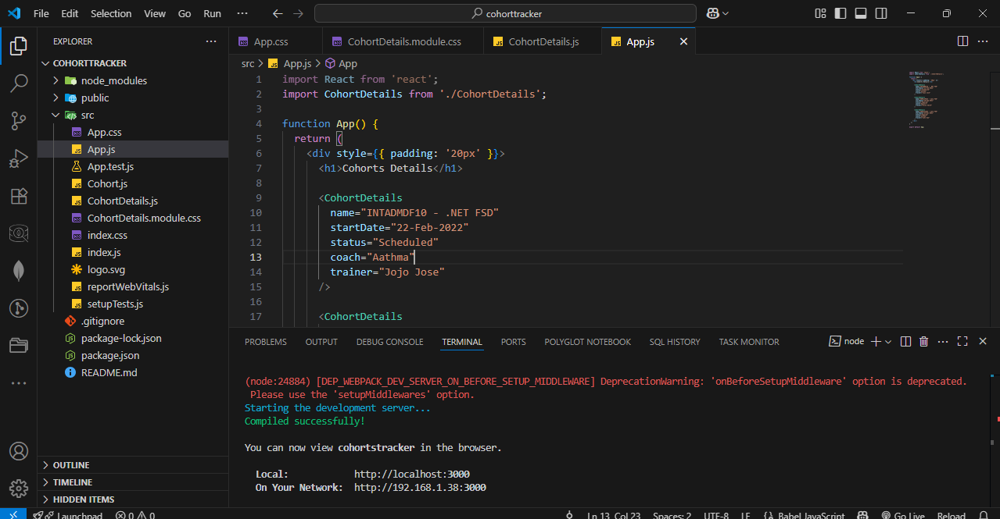 File Edit Selection View Go Run ··· cohorttracker
EXPLORER ···
COHORTTRACKER
node_modules
public
src
App.css
App.js
App.test.js
Cohort.js
CohortDetails.js
CohortDetails.module.css
index.css
index.js
logo.svg
reportWebVitals.js
setupTests.js
.gitignore
package-lock.json
package.json
README.md
OUTLINE
TIMELINE
HIDDEN ITEMS
App.css CohortDetails.module.css CohortDetails.js App.js
src > App.js > App
1 import React from 'react';
2 import CohortDetails from './CohortDetails';
3
4 function App() {
5 return (
6 <div style={{ padding: '20px' }}>
7 <h1>Cohorts Details</h1>
8
9 <CohortDetails
10 name="INTADMDF10 - .NET FSD"
11 startDate="22-Feb-2022"
12 status="Scheduled"
13 coach="Aathma"
14 trainer="Jojo Jose"
15 />
16
17 <CohortDetails
PROBLEMS OUTPUT DEBUG CONSOLE TERMINAL PORTS POLYGLOT NOTEBOOK SQL HISTORY TASK MONITOR node
(node:24884) [DEP_WEBPACK_DEV_SERVER_ON_BEFORE_SETUP_MIDDLEWARE] DeprecationWarning: 'onBeforeSetupMiddleware' option is deprecated.
Please use the 'setupMiddlewares' option.
Starting the development server...
Compiled successfully!
You can now view cohortstracker in the browser.
Local: http://localhost:3000
On Your Network: http://192.168.1.38:3000
Launchpad 0 0 Ln 13, Col 23 Spaces: 2 UTF-8 LF {} Babel JavaScript Go Live Reload